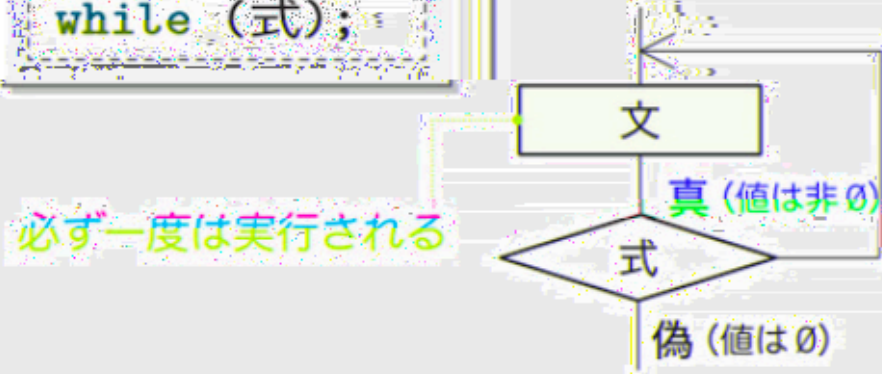 while (式);
文
真 (値は非0)
必ず一度は実行される
式
偽 (値は0)